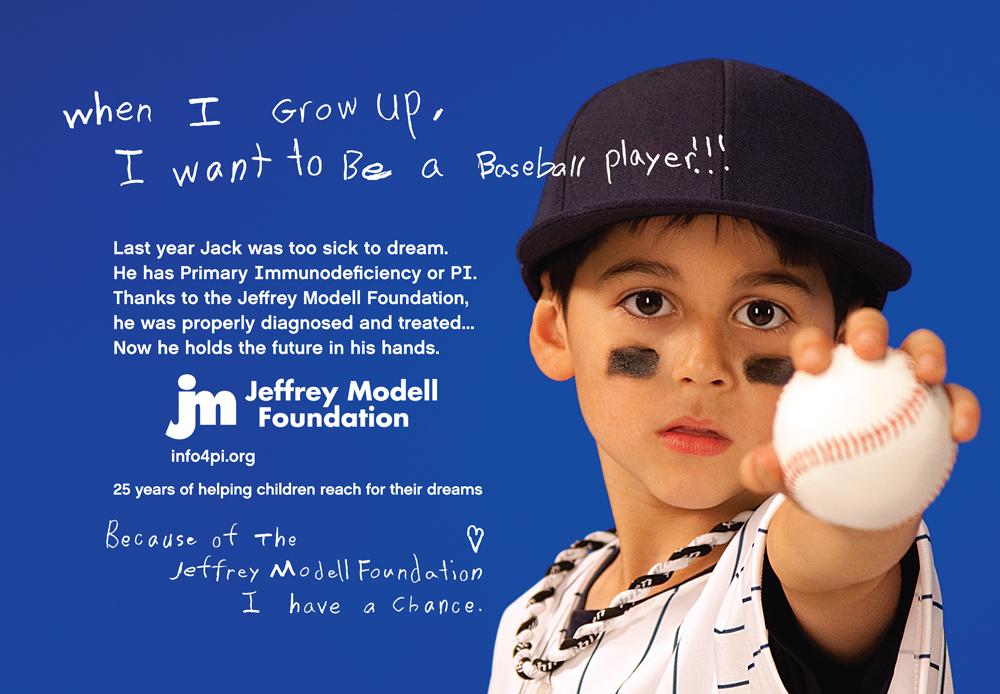 when I Grow up,
I want to Be a Baseball player!!!
Last year Jack was too sick to dream.
He has Primary Immunodeficiency or PI.
Thanks to the Jeffrey Modell Foundation,
he was properly diagnosed and treated...
Now he holds the future in his hands.
jm Jeffrey Modell
Foundation
info4pi.org
25 years of helping children reach for their dreams
Because of The ♡
Jeffrey Modell Foundation
I have a chance.